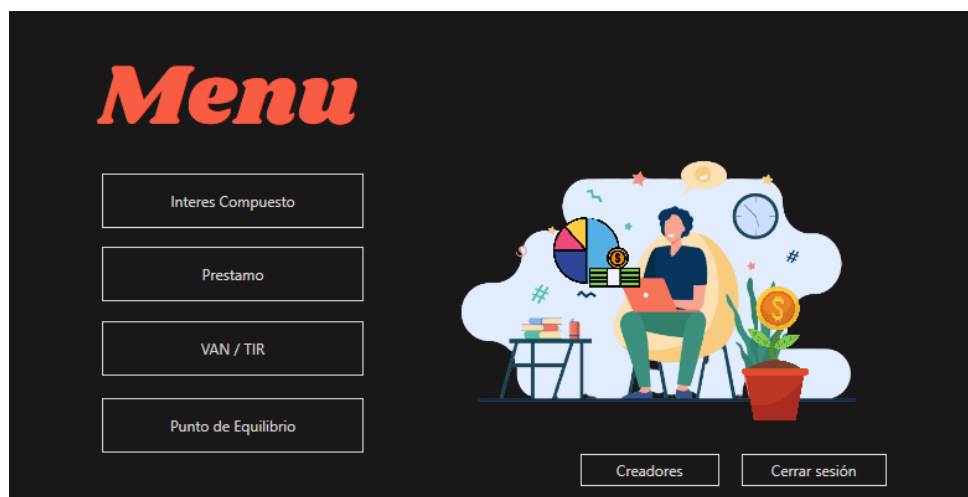 Menu
Interes Compuesto
Prestamo
VAN / TIR
Punto de Equilibrio
#
#
$
$
Creadores
Cerrar sesión